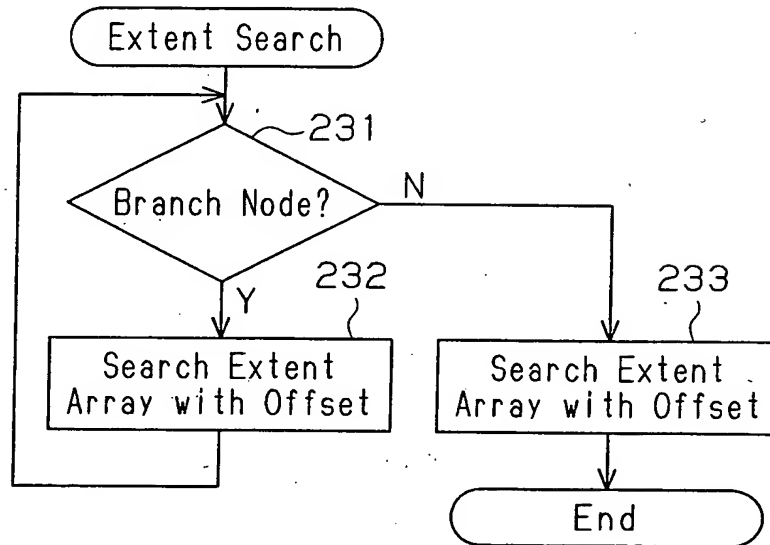 Extent Search
231
Branch Node?
N
Y
232
Search Extent
Array with Offset
233
Search Extent
Array with Offset
End